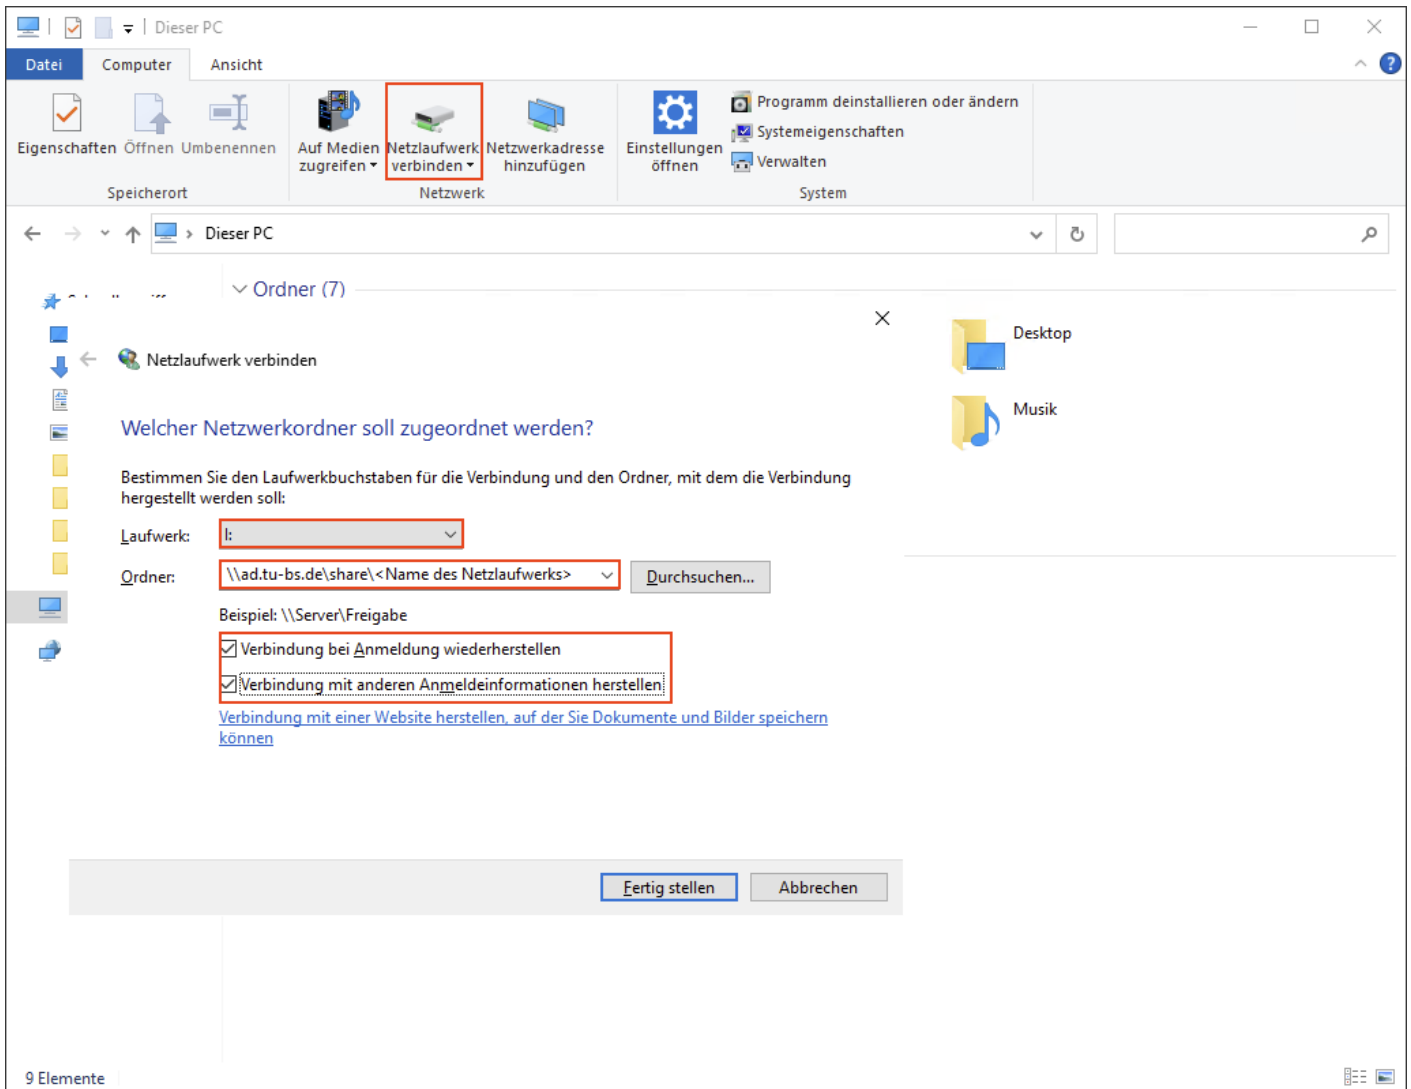 Dieser PC
Datei Computer Ansicht
Eigenschaften Öffnen Umbenennen
Auf Medien zugreifen
Netzlaufwerk verbinden
Netzwerkadresse hinzufügen
Einstellungen öffnen
Programm deinstallieren oder ändern
Systemeigenschaften
Verwalten
Speicherort Netzwerk System
Dieser PC
Ordner (7)
Desktop
Musik
Netzlaufwerk verbinden
Welcher Netzwerkordner soll zugeordnet werden?
Bestimmen Sie den Laufwerkbuchstaben für die Verbindung und den Ordner, mit dem die Verbindung
hergestellt werden soll:
Laufwerk: I:
Ordner: \\ad.tu-bs.de\share\<Name des Netzlaufwerks> Durchsuchen...
Beispiel: \\Server\Freigabe
Verbindung bei Anmeldung wiederherstellen
Verbindung mit anderen Anmeldeinformationen herstellen
Verbindung mit einer Website herstellen, auf der Sie Dokumente und Bilder speichern
können
Fertig stellen Abbrechen
9 Elemente